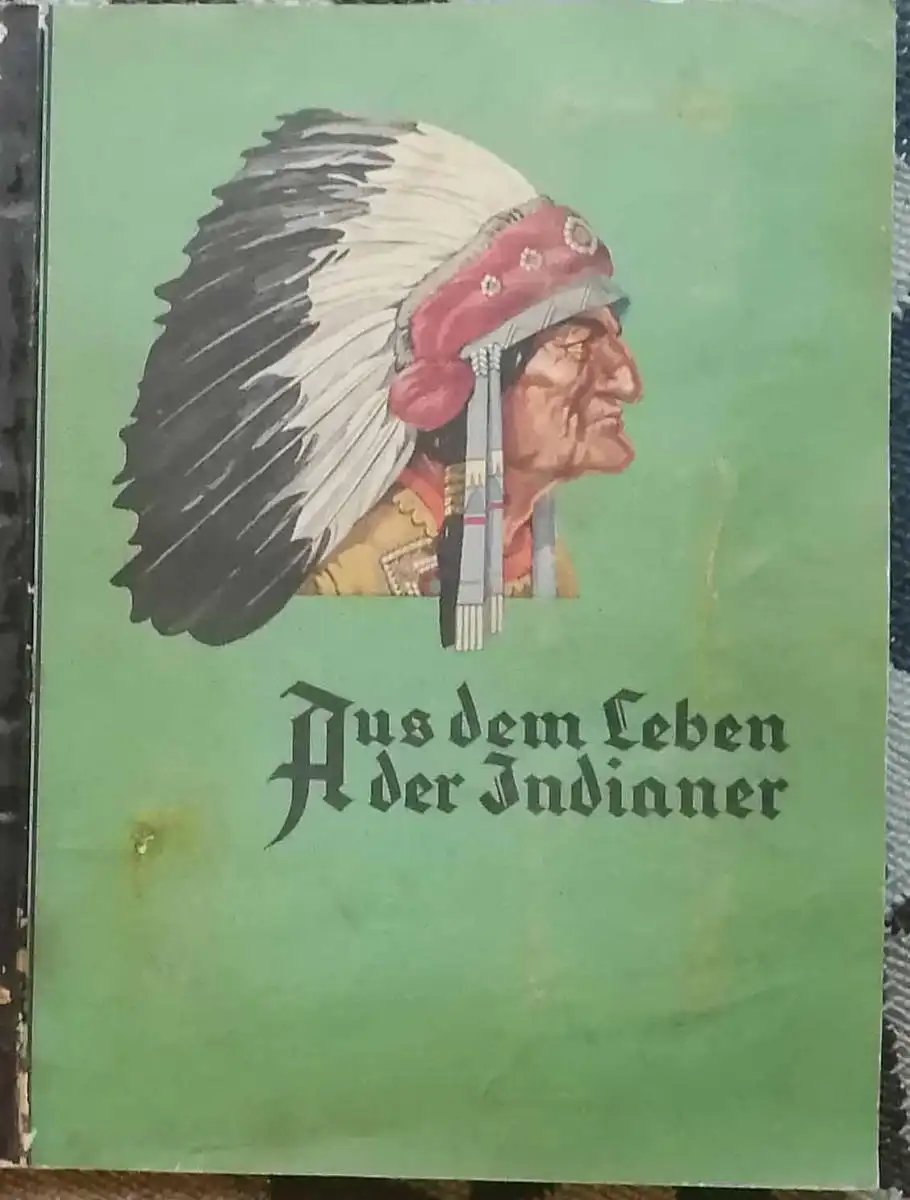 Aus dem Leben
der Indianer